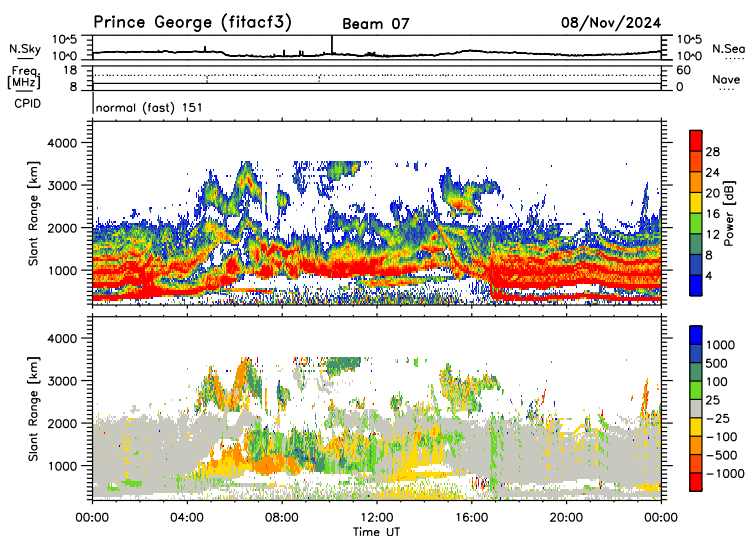 Prince George (fitacf3) Beam 07 08/Nov/2024
N.Sky 10^5 10^0 10^5 10^0 N.Sea
Freq. [MHz] 18 8 60 0 Nave
CPID normal (fast) 151
Slant Range [km] 4000 3000 2000 1000
28 24 20 16 12 8 4 Power [dB]
Slant Range [km] 4000 3000 2000 1000
1000 500 100 25 -25 -100 -500 -1000
00:00 04:00 08:00 12:00 16:00 20:00 00:00
Time UT